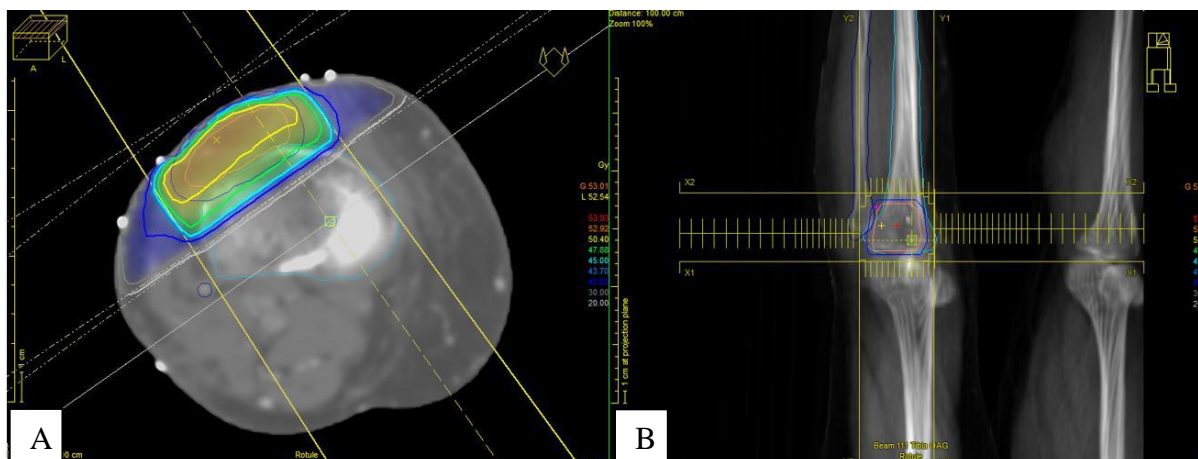 A
L
Gy
G 53.01
L 52.54
53.93
52.92
50.40
47.88
45.00
43.70
30.00
20.00
1 cm
0 cm
Rotule
A
Distance: 100.00 cm
Zoom 100%
Y2
Y1
X2
X2
X1
X1
1 cm at projection plane
Rotule
B